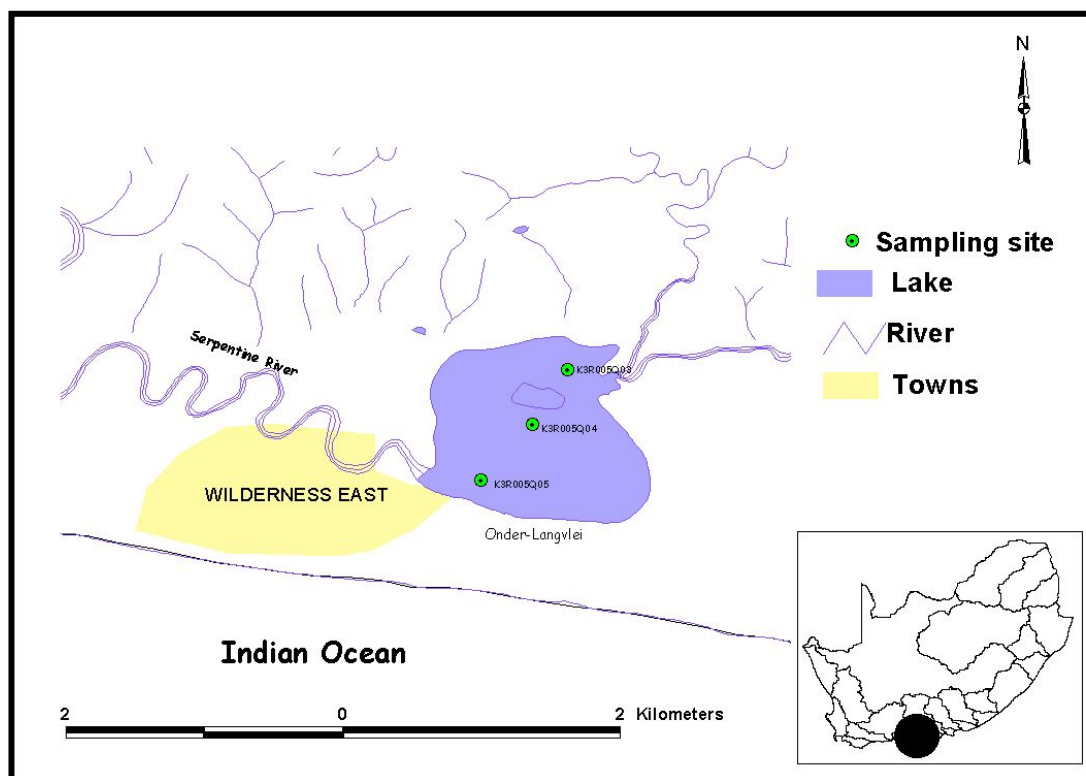 N
Sampling site
Lake
River
Towns
Serpentine River
K3R005Q03
K3R005Q04
K3R005Q05
WILDERNESS EAST
Onder-Langvlei
Indian Ocean
2 0 2 Kilometers